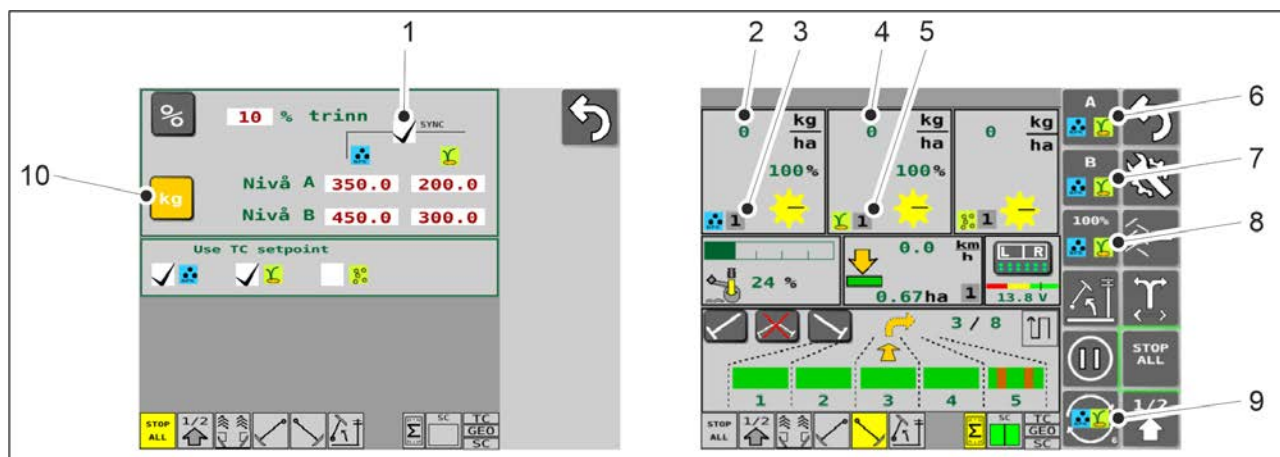 1 2 3 4 5
% 10 % trinn SYNC
kg Nivå A 350.0 200.0
Nivå B 450.0 300.0
Use TC setpoint
STOP ALL 1/2 Σ SC TC GEO SC
10
0 kg ha 0 kg ha 0 kg ha
100% 100%
1 1 1
24 % 0.0 km h L R
0.67ha 1 13.8 V
3 / 8
1 2 3 4 5
STOP ALL 1/2 Σ SC TC GEO SC
A
B
100%
STOP ALL
1/2
6
7
8
9